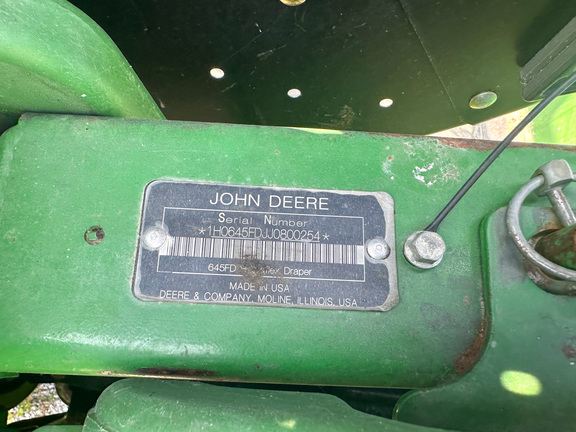 JOHN DEERE
Serial Number
*1H0645FDJJ0800254*
645FD Draper
MADE IN USA
DEERE & COMPANY MOLINE, ILLINOIS, USA